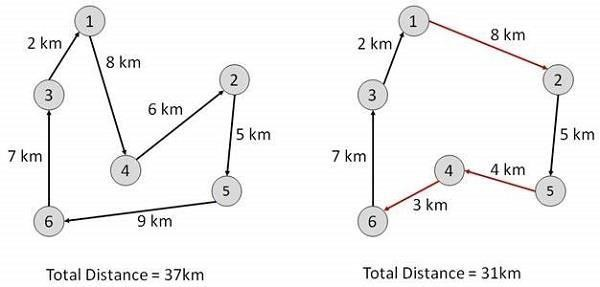 1
2 km
8 km
2
3
6 km
5 km
7 km
4
5
6
9 km
Total Distance = 37km
1
8 km
2 km
2
3
5 km
7 km
4
4 km
5
3 km
6
Total Distance = 31km